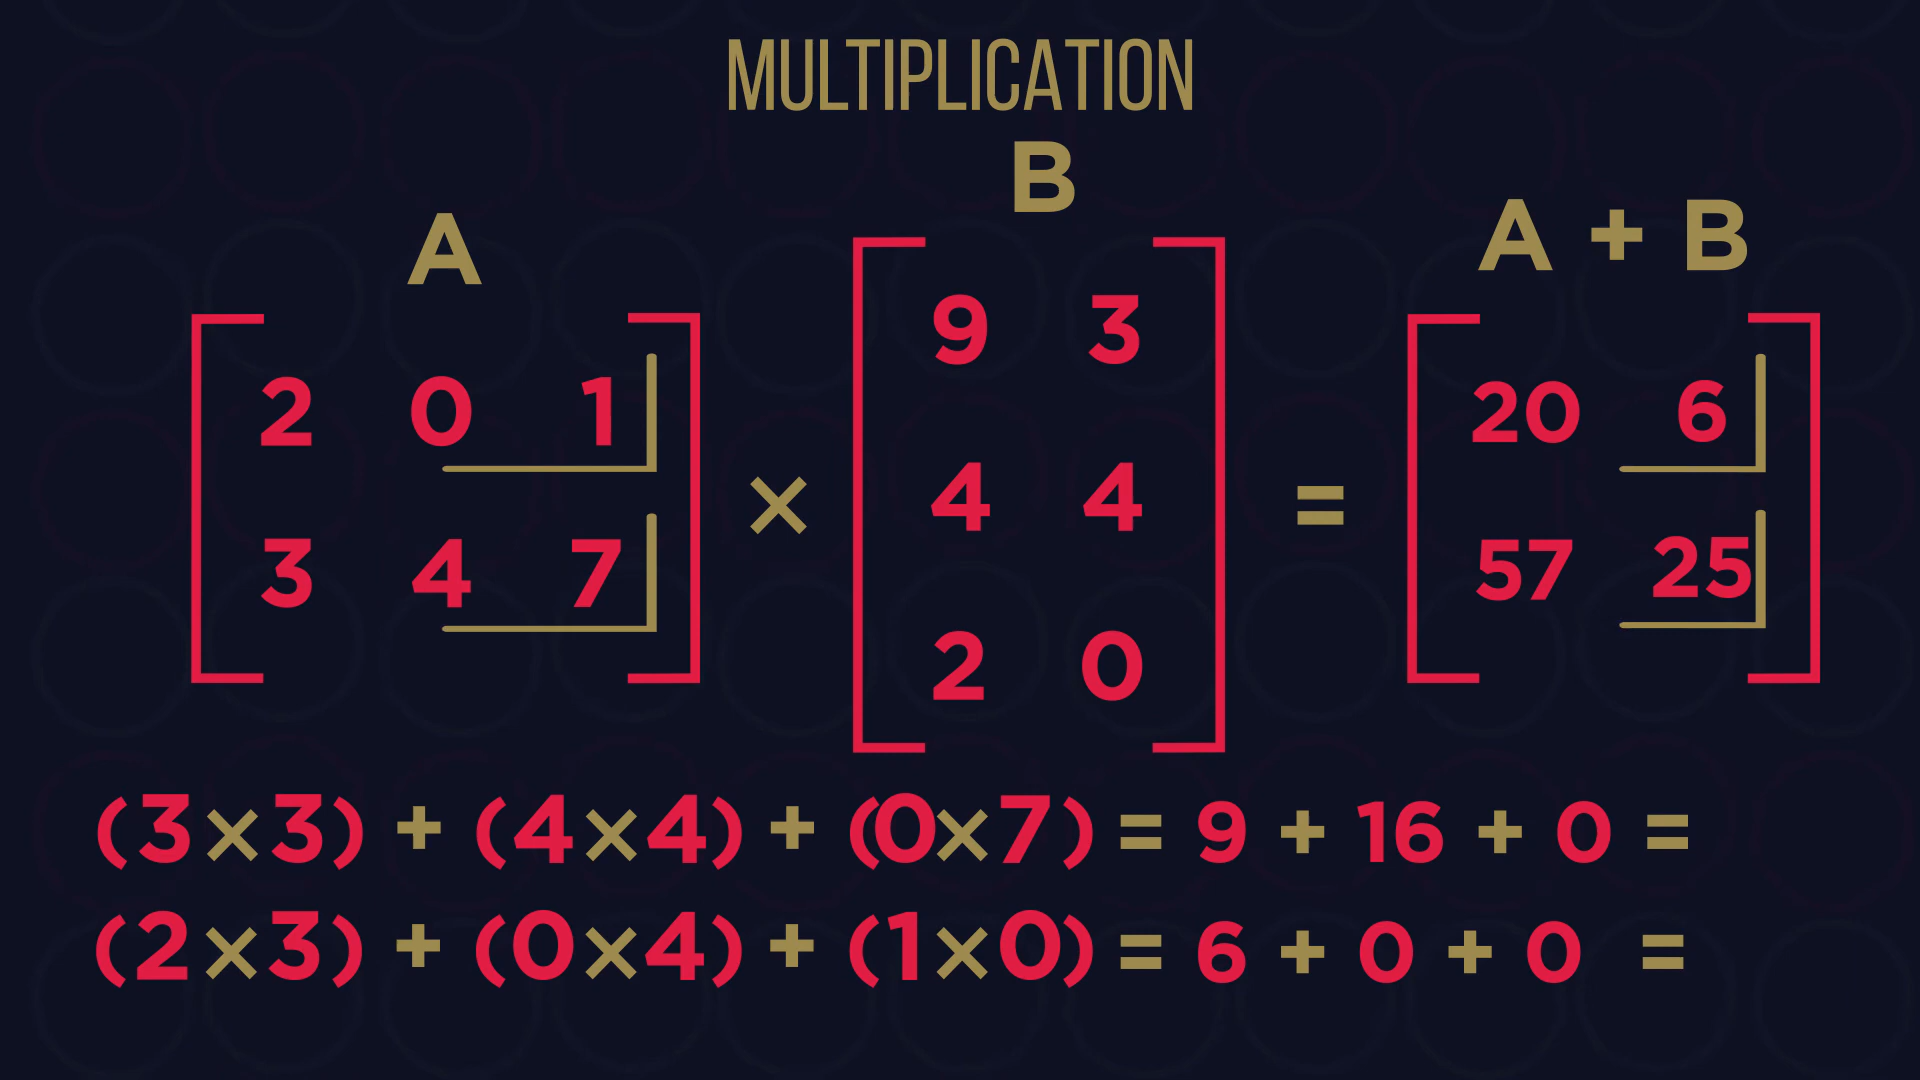 MULTIPLICATION
A B A + B
2 0 1 × 9 3 = 20 6
3 4 7 4 4 57 25
2 0
(3×3) + (4×4) + (0×7) = 9 + 16 + 0 =
(2×3) + (0×4) + (1×0) = 6 + 0 + 0 =